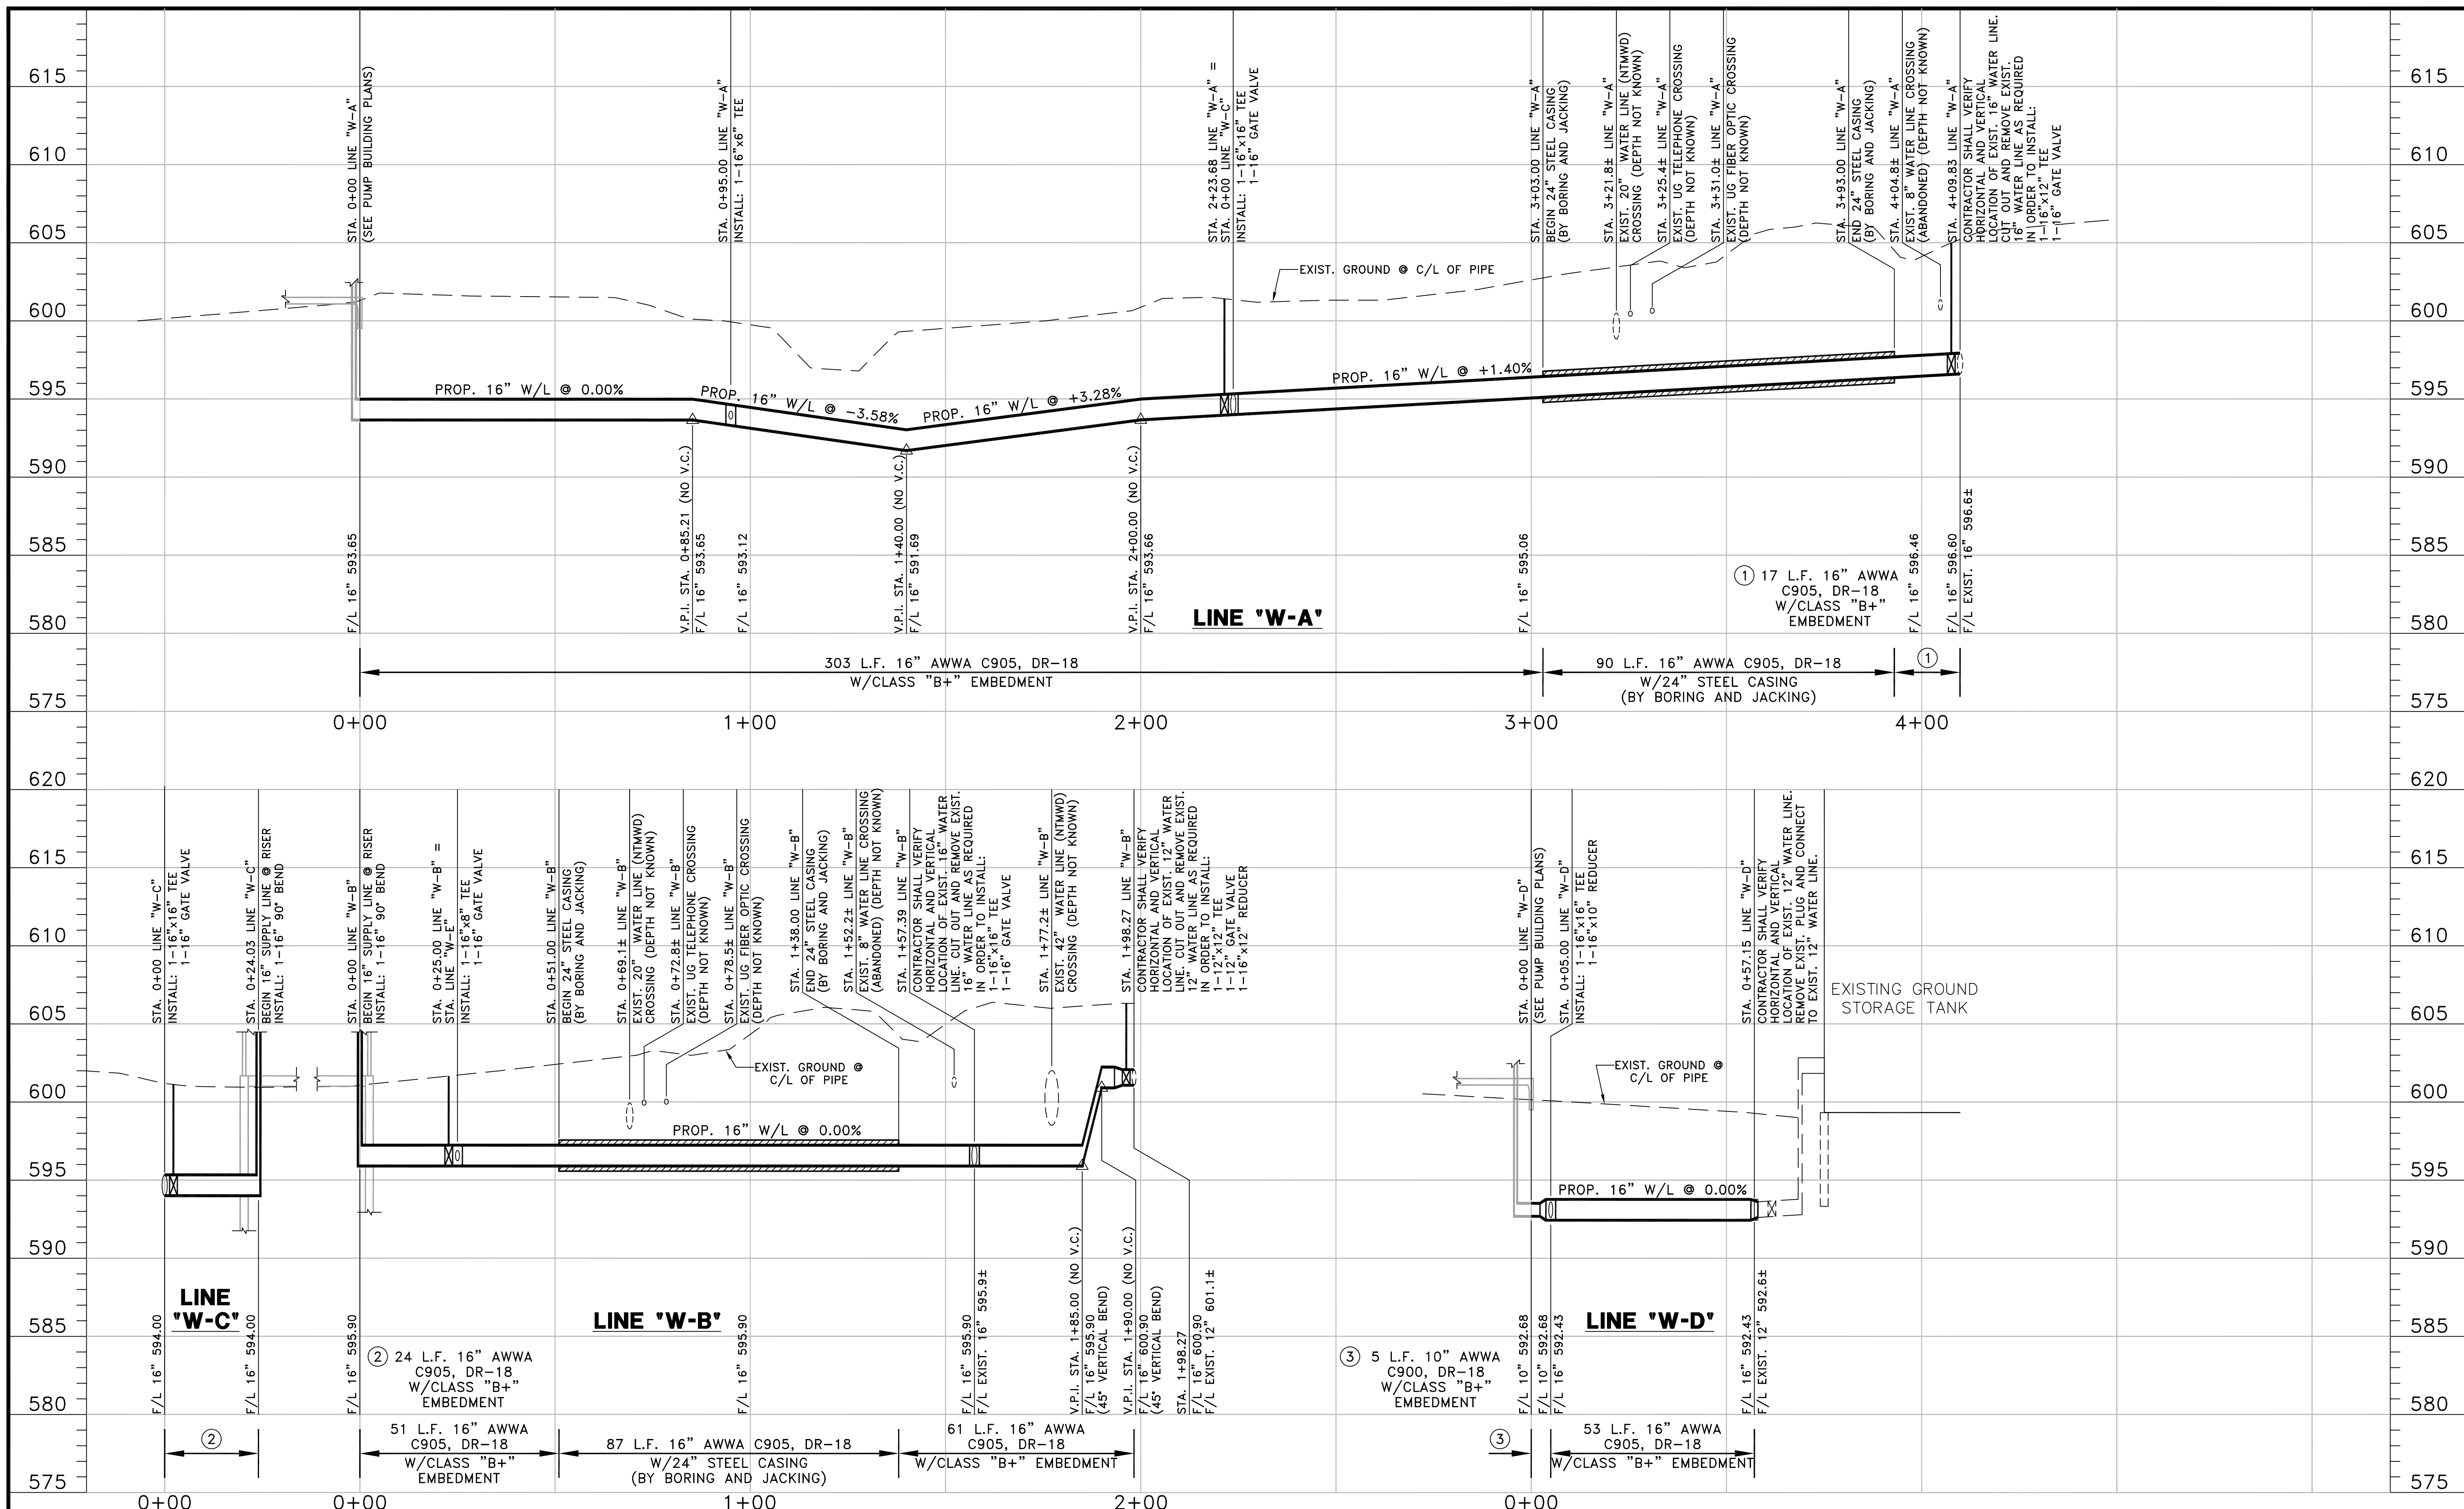 615
610
605
600
595
590
585
580
575
615
610
605
600
595
590
585
580
575
STA. 0+00 LINE "W-A"
(SEE PUMP BUILDING PLANS)
STA. 0+95.00 LINE "W-A"
INSTALL: 1-16"x6" TEE
STA. 2+23.68 LINE "W-A" =
STA. 0+00 LINE "W-C"
INSTALL: 1-16"x16" TEE
1-16" GATE VALVE
STA. 3+03.00 LINE "W-A"
BEGIN 24" STEEL CASING
(BY BORING AND JACKING)
STA. 3+21.8± LINE "W-A"
EXIST. 20" WATER LINE (NTMWD)
CROSSING (DEPTH NOT KNOWN)
STA. 3+25.4± LINE "W-A"
EXIST. UG TELEPHONE CROSSING
(DEPTH NOT KNOWN)
STA. 3+31.0± LINE "W-A"
EXIST. UG FIBER OPTIC CROSSING
(DEPTH NOT KNOWN)
STA. 3+93.00 LINE "W-A"
END 24" STEEL CASING
(BY BORING AND JACKING)
STA. 4+04.8± LINE "W-A"
EXIST. 8" WATER LINE CROSSING
(ABANDONED) (DEPTH NOT KNOWN)
STA. 4+09.83 LINE "W-A"
CONTRACTOR SHALL VERIFY
HORIZONTAL AND VERTICAL
LOCATION OF EXIST. 16" WATER LINE.
CUT OUT AND REMOVE EXIST.
16" WATER LINE AS REQUIRED
IN ORDER TO INSTALL:
1-16"x12" TEE
1-16" GATE VALVE
EXIST. GROUND @ C/L OF PIPE
PROP. 16" W/L @ 0.00%
PROP. 16" W/L @ -3.58%
PROP. 16" W/L @ +3.28%
PROP. 16" W/L @ +1.40%
F/L 16" 593.65
V.P.I. STA. 0+85.21 (NO V.C.)
F/L 16" 593.65
F/L 16" 593.12
V.P.I. STA. 1+40.00 (NO V.C.)
F/L 16" 591.69
V.P.I. STA. 2+00.00 (NO V.C.)
F/L 16" 593.66
F/L 16" 595.06
F/L 16" 596.46
F/L 16" 596.60
F/L EXIST. 16" 596.6±
LINE "W-A"
① 17 L.F. 16" AWWA
C905, DR-18
W/CLASS "B+"
EMBEDMENT
303 L.F. 16" AWWA C905, DR-18
W/CLASS "B+" EMBEDMENT
90 L.F. 16" AWWA C905, DR-18
W/24" STEEL CASING
(BY BORING AND JACKING)
①
0+00
1+00
2+00
3+00
4+00
620
615
610
605
600
595
590
585
580
575
620
615
610
605
600
595
590
585
580
575
STA. 0+00 LINE "W-C"
INSTALL: 1-16"x16" TEE
1-16" GATE VALVE
STA. 0+24.03 LINE "W-C"
BEGIN 16" SUPPLY LINE @ RISER
INSTALL: 1-16" 90° BEND
STA. 0+00 LINE "W-B"
BEGIN 16" SUPPLY LINE @ RISER
INSTALL: 1-16" 90° BEND
STA. 0+25.00 LINE "W-B" =
STA. LINE "W-E"
INSTALL: 1-16"x8" TEE
1-16" GATE VALVE
STA. 0+51.00 LINE "W-B"
BEGIN 24" STEEL CASING
(BY BORING AND JACKING)
STA. 0+69.1± LINE "W-B"
EXIST. 20" WATER LINE (NTMWD)
CROSSING (DEPTH NOT KNOWN)
STA. 0+72.8± LINE "W-B"
EXIST. UG TELEPHONE CROSSING
(DEPTH NOT KNOWN)
STA. 0+78.5± LINE "W-B"
EXIST. UG FIBER OPTIC CROSSING
(DEPTH NOT KNOWN)
STA. 1+38.00 LINE "W-B"
END 24" STEEL CASING
(BY BORING AND JACKING)
STA. 1+52.2± LINE "W-B"
EXIST. 8" WATER LINE CROSSING
(ABANDONED) (DEPTH NOT KNOWN)
STA. 1+57.39 LINE "W-B"
CONTRACTOR SHALL VERIFY
HORIZONTAL AND VERTICAL
LOCATION OF EXIST. 16" WATER
LINE. CUT OUT AND REMOVE EXIST.
16" WATER LINE AS REQUIRED
IN ORDER TO INSTALL:
1-16"x16" TEE
1-16" GATE VALVE
STA. 1+77.2± LINE "W-B"
EXIST. 42" WATER LINE (NTMWD)
CROSSING (DEPTH NOT KNOWN)
STA. 1+98.27 LINE "W-B"
CONTRACTOR SHALL VERIFY
HORIZONTAL AND VERTICAL
LOCATION OF EXIST. 12" WATER
LINE. CUT OUT AND REMOVE EXIST.
12" WATER LINE AS REQUIRED
IN ORDER TO INSTALL:
1-12"x12" TEE
1-12" GATE VALVE
1-16"x12" REDUCER
STA. 0+00 LINE "W-D"
(SEE PUMP BUILDING PLANS)
STA. 0+05.00 LINE "W-D"
INSTALL: 1-16"x16" TEE
1-16"x10" REDUCER
STA. 0+57.15 LINE "W-D"
CONTRACTOR SHALL VERIFY
HORIZONTAL AND VERTICAL
LOCATION OF EXIST. 12" WATER LINE.
REMOVE EXIST. PLUG AND CONNECT
TO EXIST. 12" WATER LINE.
EXISTING GROUND
STORAGE TANK
EXIST. GROUND @
C/L OF PIPE
EXIST. GROUND @
C/L OF PIPE
PROP. 16" W/L @ 0.00%
PROP. 16" W/L @ 0.00%
LINE
"W-C"
LINE "W-B"
LINE "W-D"
F/L 16" 594.00
F/L 16" 594.00
F/L 16" 595.90
F/L 16" 595.90
F/L 16" 595.90
F/L EXIST. 16" 595.9±
V.P.I. STA. 1+85.00 (NO V.C.)
F/L 16" 595.90
(45° VERTICAL BEND)
V.P.I. STA. 1+90.00 (NO V.C.)
F/L 16" 600.90
(45° VERTICAL BEND)
STA. 1+98.27
F/L 16" 600.90
F/L EXIST. 12" 601.1±
F/L 10" 592.68
F/L 10" 592.68
F/L 16" 592.43
F/L 16" 592.43
F/L EXIST. 12" 592.6±
② 24 L.F. 16" AWWA
C905, DR-18
W/CLASS "B+"
EMBEDMENT
③ 5 L.F. 10" AWWA
C900, DR-18
W/CLASS "B+"
EMBEDMENT
②
51 L.F. 16" AWWA
C905, DR-18
W/CLASS "B+"
EMBEDMENT
87 L.F. 16" AWWA C905, DR-18
W/24" STEEL CASING
(BY BORING AND JACKING)
61 L.F. 16" AWWA
C905, DR-18
W/CLASS "B+" EMBEDMENT
③
53 L.F. 16" AWWA
C905, DR-18
W/CLASS "B+" EMBEDMENT
0+00
0+00
1+00
2+00
0+00